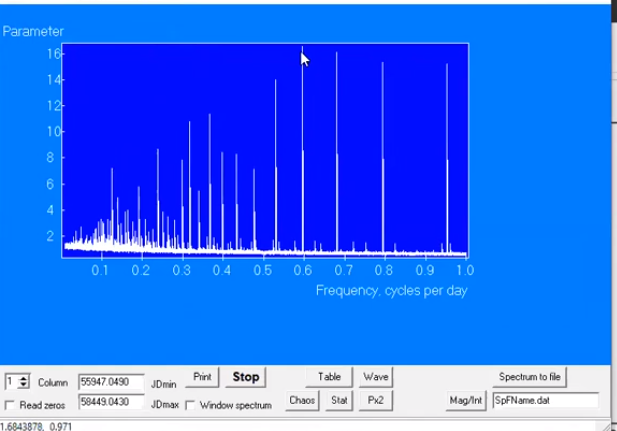 Parameter
16
14
12
10
8
6
4
2
0.1 0.2 0.3 0.4 0.5 0.6 0.7 0.8 0.9 1.0
Frequency, cycles per day
1 Column 55947.0490 JDmin Print Stop Table Wave Spectrum to file
Read zeros 58449.0430 JDmax Window spectrum Chaos Stat Px2 Mag/Int SpFName.dat
1.6843878, 0.971